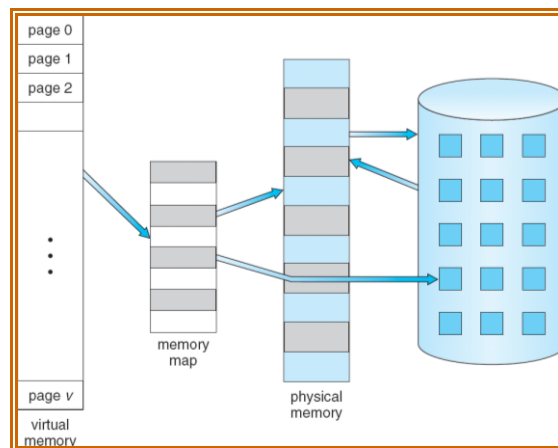 page 0
page 1
page 2
page v
virtual
memory
memory
map
physical
memory